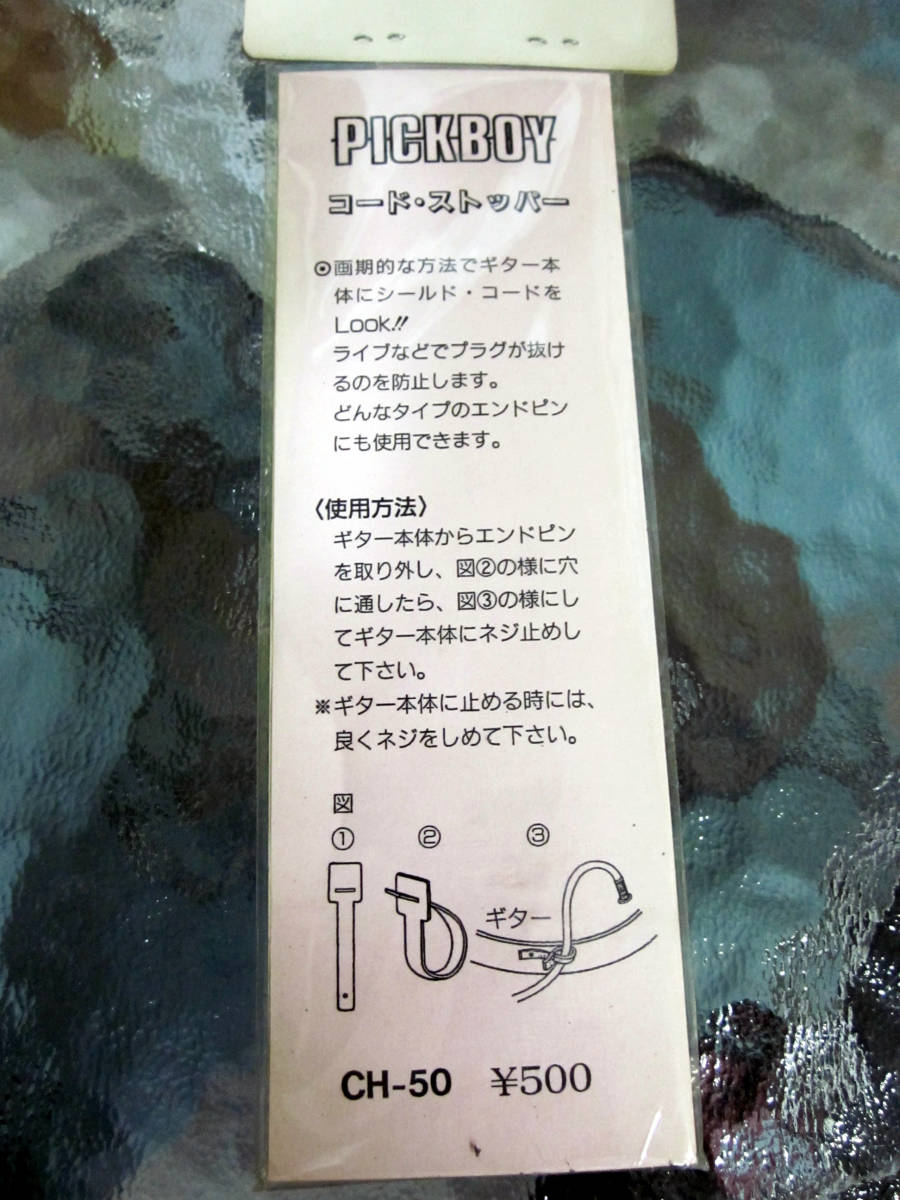 PICKBOY
コード・ストッパー
◉画期的な方法でギター本
体にシールド・コードを
Look!!
ライブなどでプラグが抜け
るのを防止します。
どんなタイプのエンドピン
にも使用できます。
〈使用方法〉
ギター本体からエンドピン
を取り外し、図②の様に穴
に通したら、図③の様にし
てギター本体にネジ止めし
て下さい。
※ギター本体に止める時には、
良くネジをしめて下さい。
図
① ② ③
ギター
CH-50 ¥500